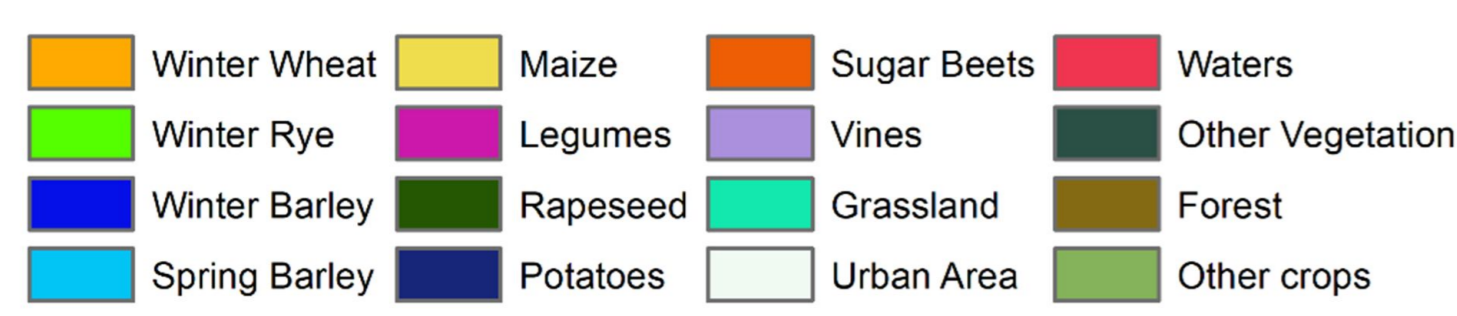 Winter Wheat Maize Sugar Beets Waters
Winter Rye Legumes Vines Other Vegetation
Winter Barley Rapeseed Grassland Forest
Spring Barley Potatoes Urban Area Other crops